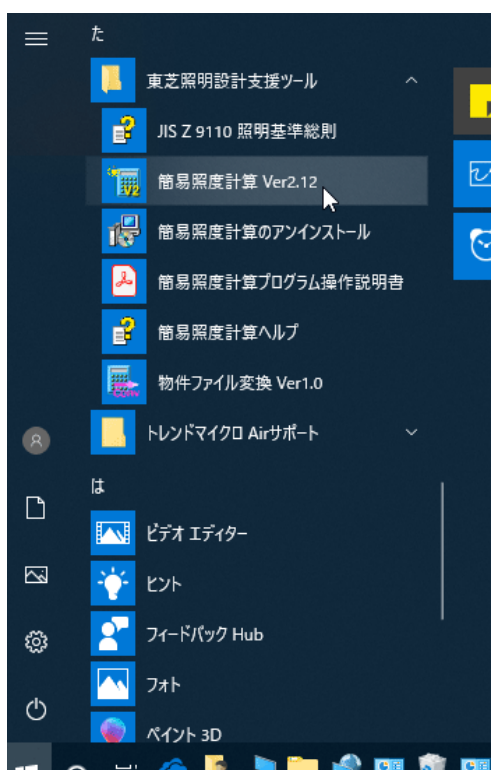 た
東芝照明設計支援ツール
JIS Z 9110 照明基準総則
簡易照度計算 Ver2.12
簡易照度計算のアンインストール
簡易照度計算プログラム操作説明書
簡易照度計算ヘルプ
物件ファイル変換 Ver1.0
トレンドマイクロ Airサポート
は
ビデオ エディター
ヒント
フィードバック Hub
フォト
ペイント 3D